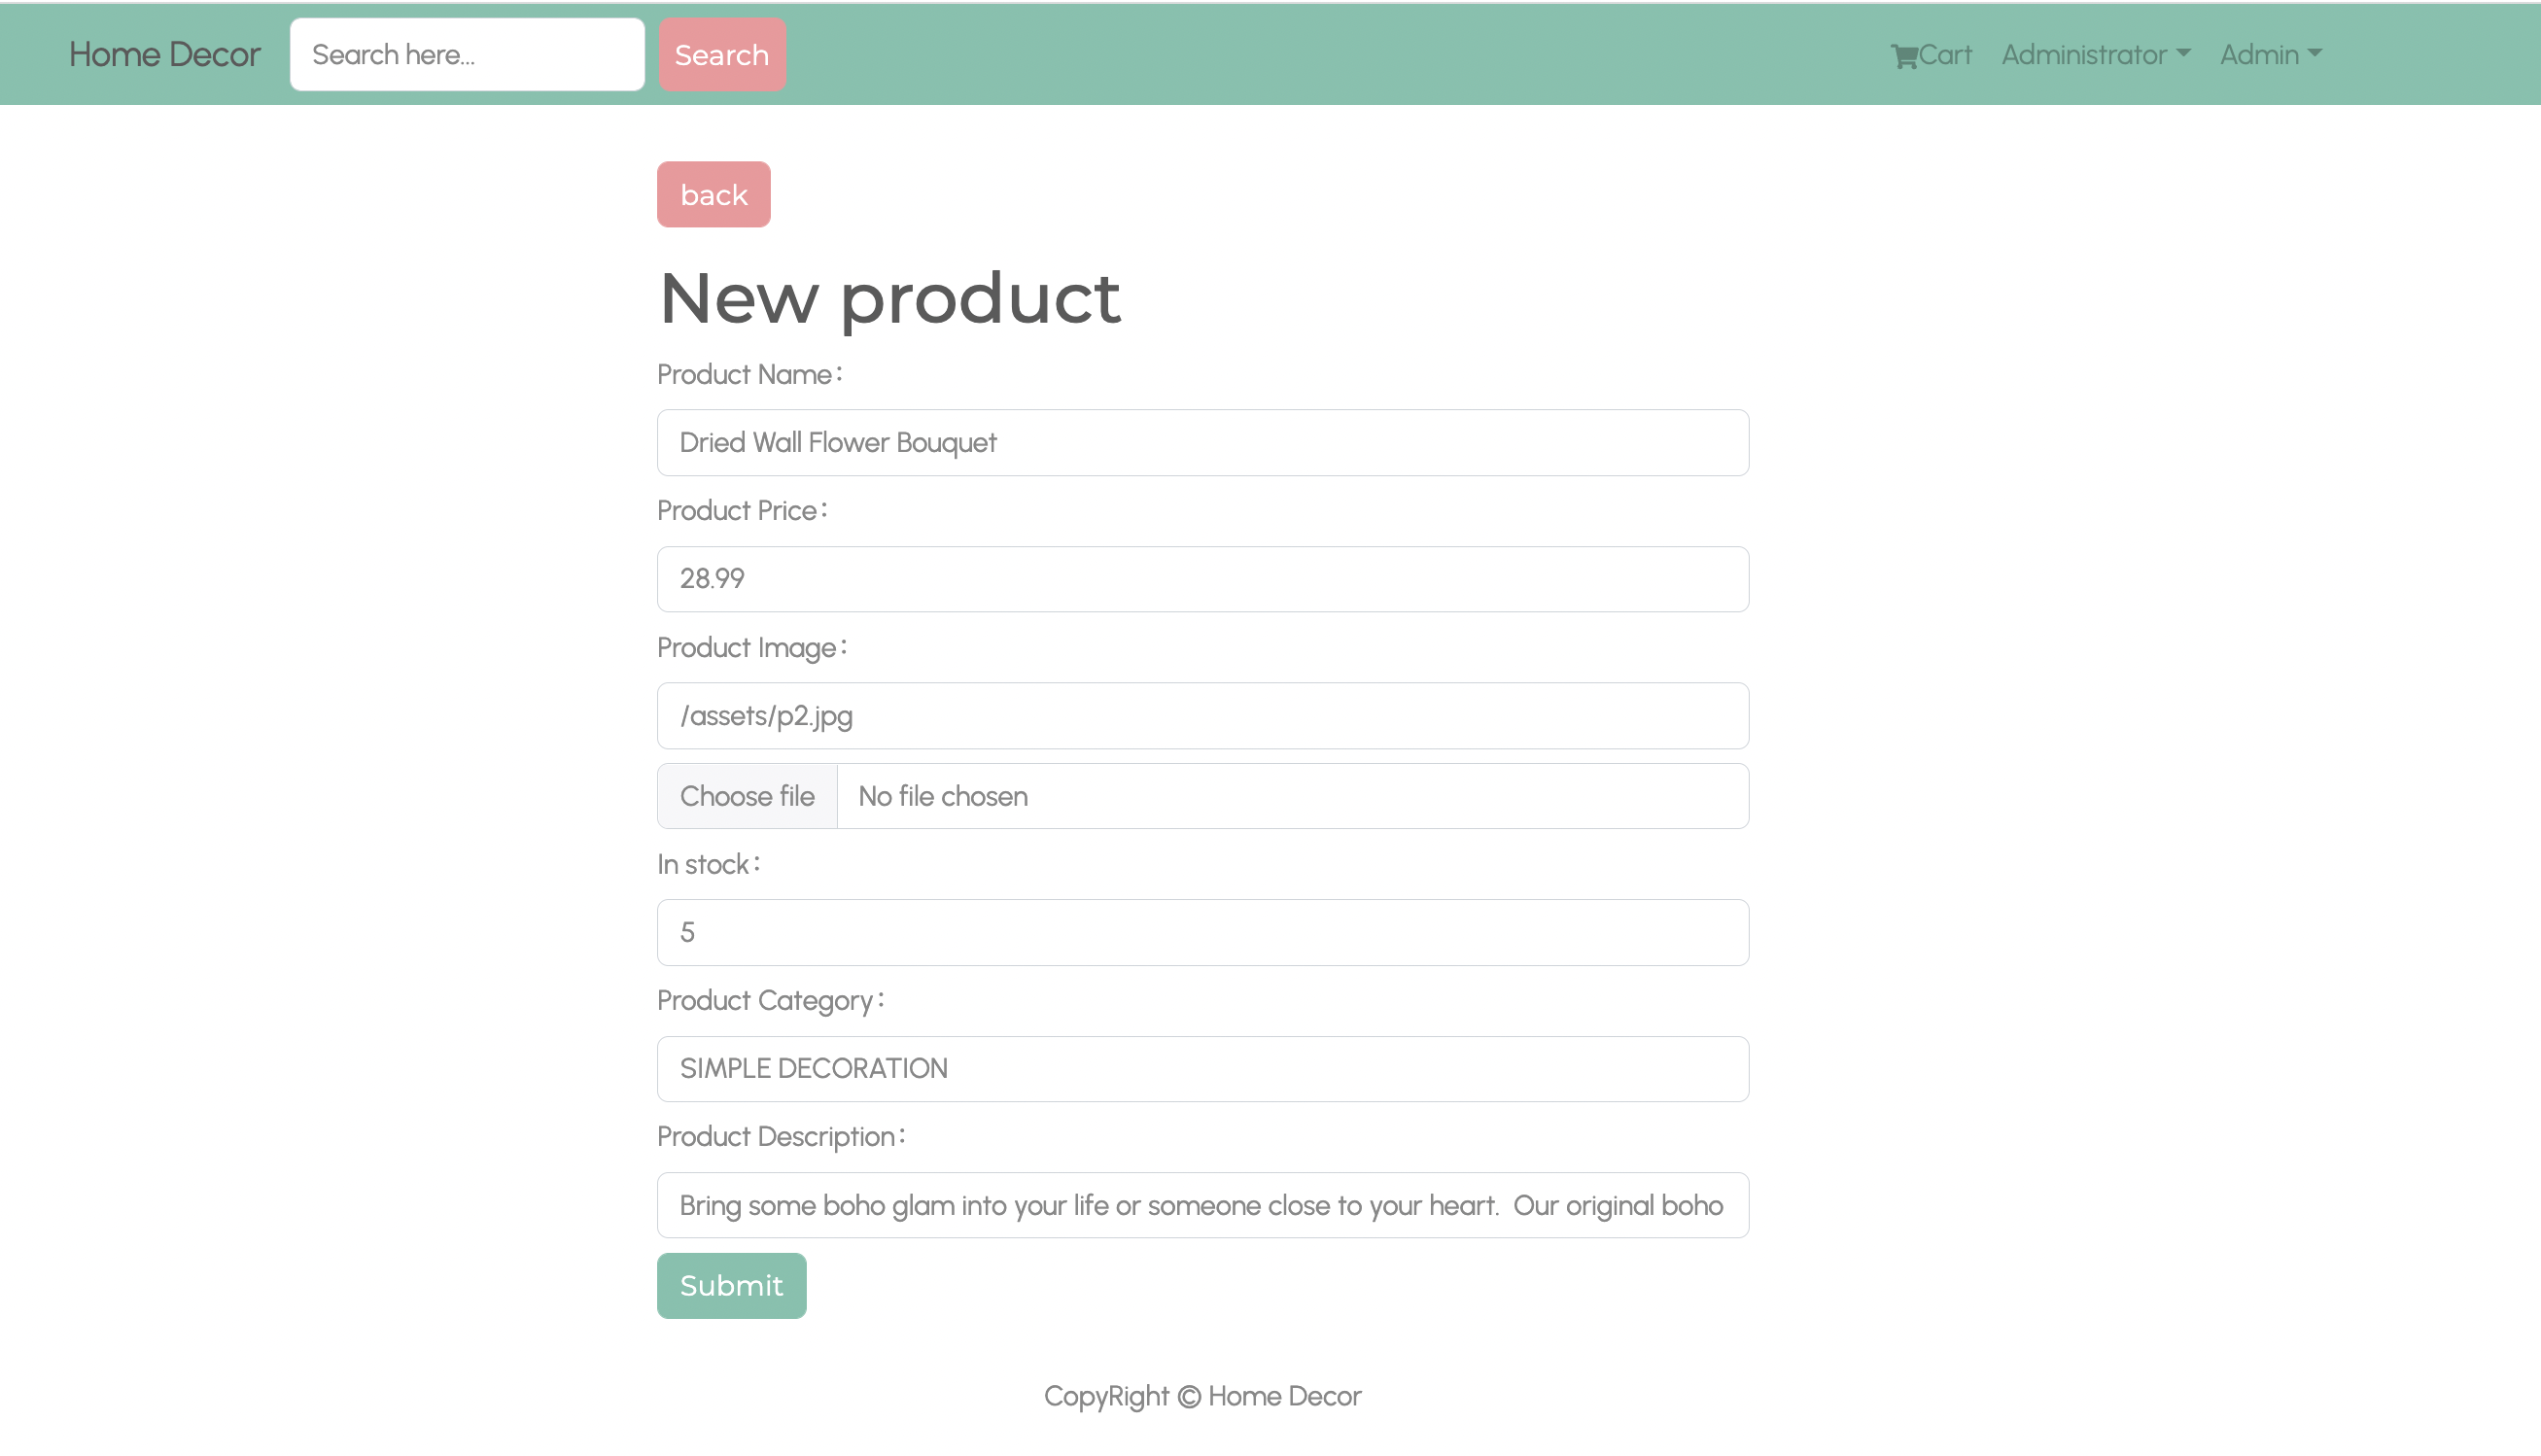 Home Decor Search here... Search Cart Administrator Admin
back
New product
Product Name:
Dried Wall Flower Bouquet
Product Price:
28.99
Product Image:
/assets/p2.jpg
Choose file No file chosen
In stock:
5
Product Category:
SIMPLE DECORATION
Product Description:
Bring some boho glam into your life or someone close to your heart.  Our original boho
Submit
CopyRight © Home Decor